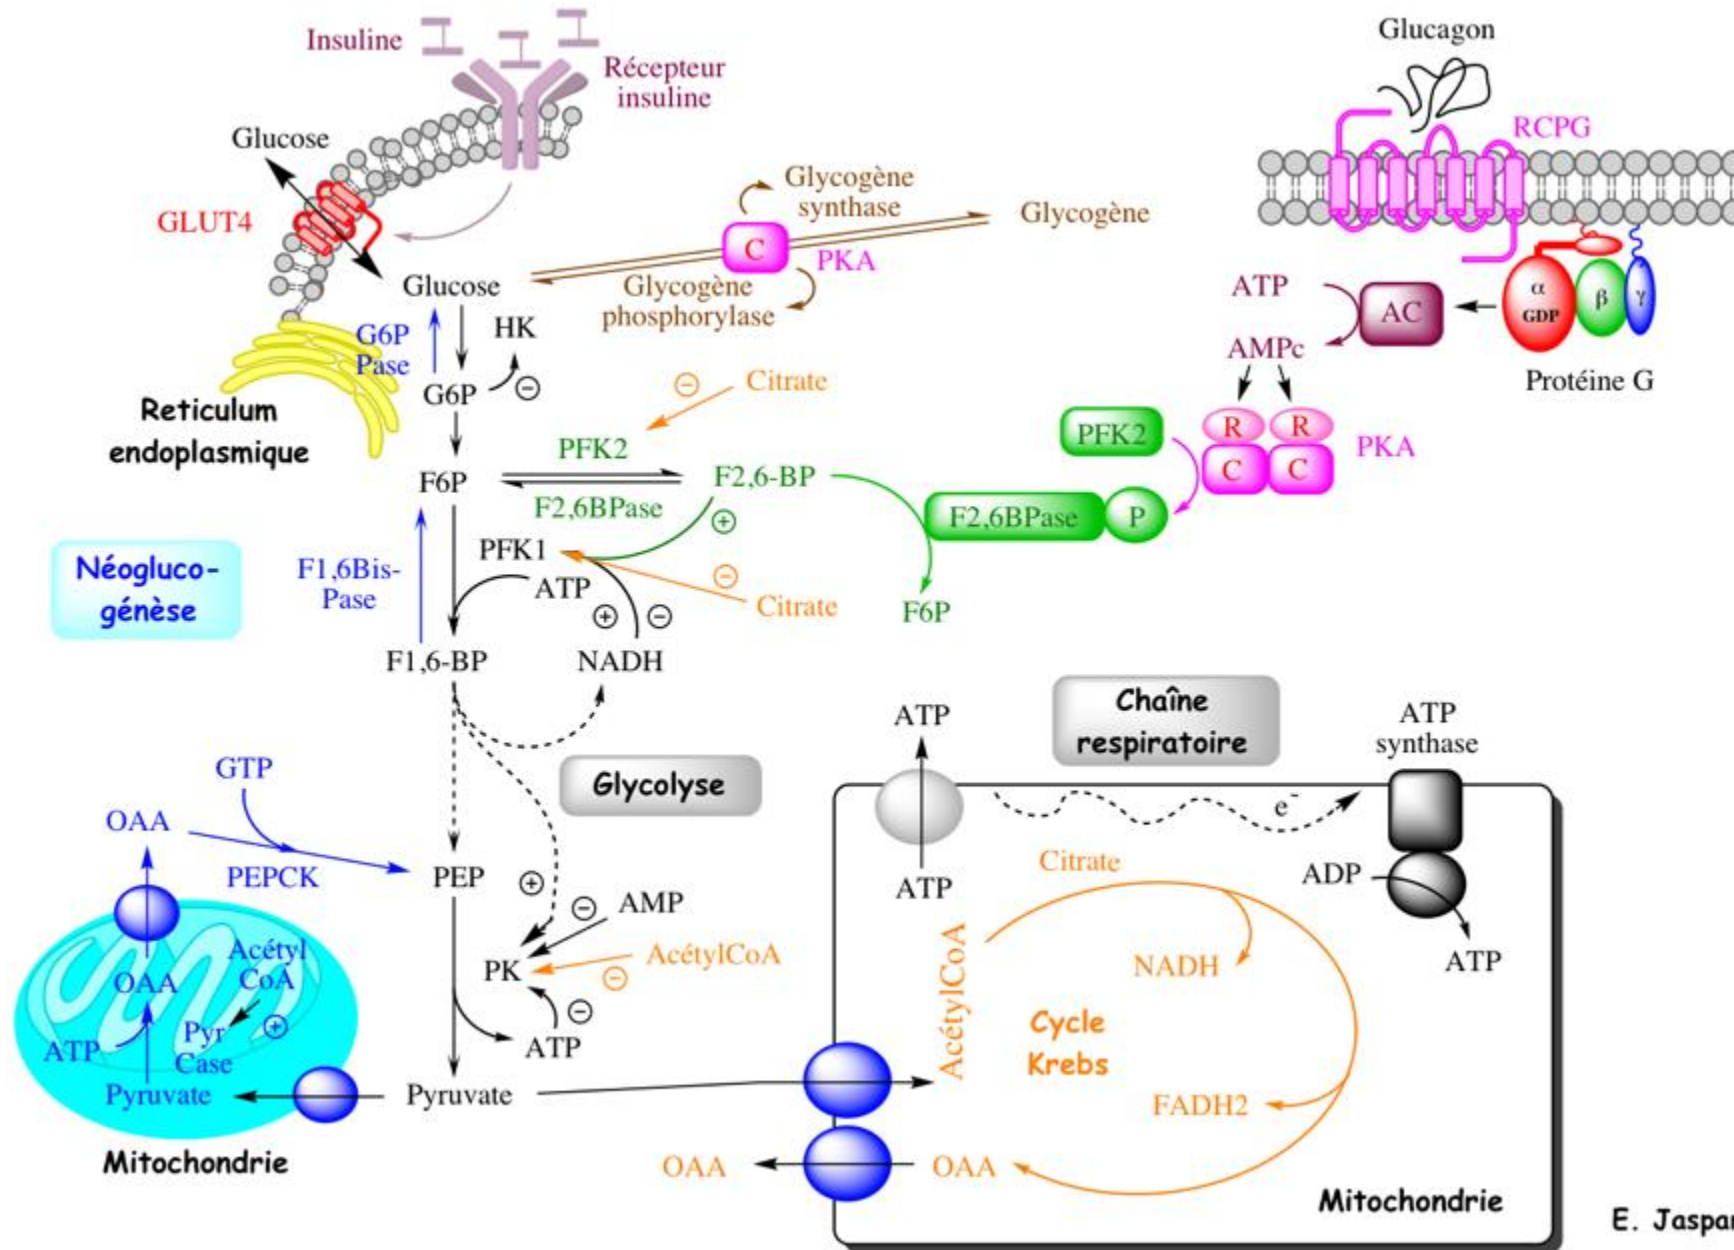 Insuline
Récepteur
insuline
Glucose
GLUT4
Glucagon
RCPG
Glycogène
synthase
Glycogène
C
PKA
Glycogène
phosphorylase
Glucose
G6P
Pase
HK
G6P
−
Reticulum
endoplasmique
ATP
AC
α
GDP
β
γ
AMPc
Protéine G
− Citrate
PFK2
R R
C C
PKA
PFK2
F6P
F2,6-BP
F2,6BPase
+
F2,6BPase P
PFK1
Néogluco-
génèse
F1,6Bis-
Pase
ATP
−
Citrate
+ −
F6P
F1,6-BP
NADH
Chaîne
respiratoire
ATP
ATP
synthase
Glycolyse
GTP
OAA
PEPCK
PEP
+
−
AMP
PK
AcétylCoA
−
−
ATP
e⁻
ATP
Citrate
ADP
ATP
AcétylCoA
NADH
Cycle
Krebs
FADH2
OAA
OAA
Acétyl
CoA
OAA
+
Pyr
Case
ATP
Pyruvate
Pyruvate
Mitochondrie
Mitochondrie
E. Jaspar